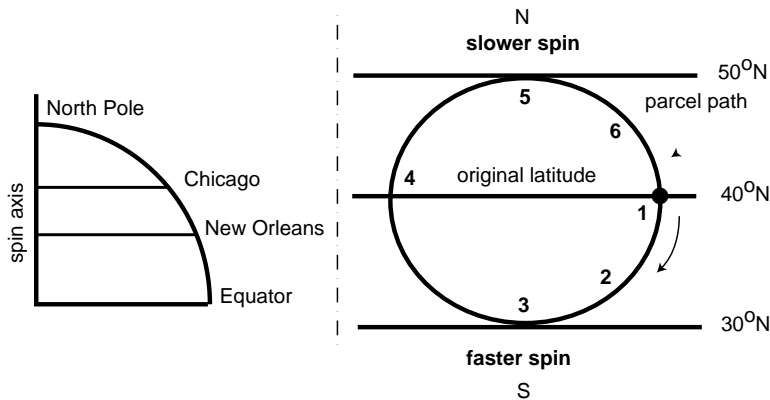 North Pole
Chicago
New Orleans
Equator
spin axis
N
slower spin
50°N
parcel path
5
6
4
original latitude
40°N
1
2
3
30°N
faster spin
S